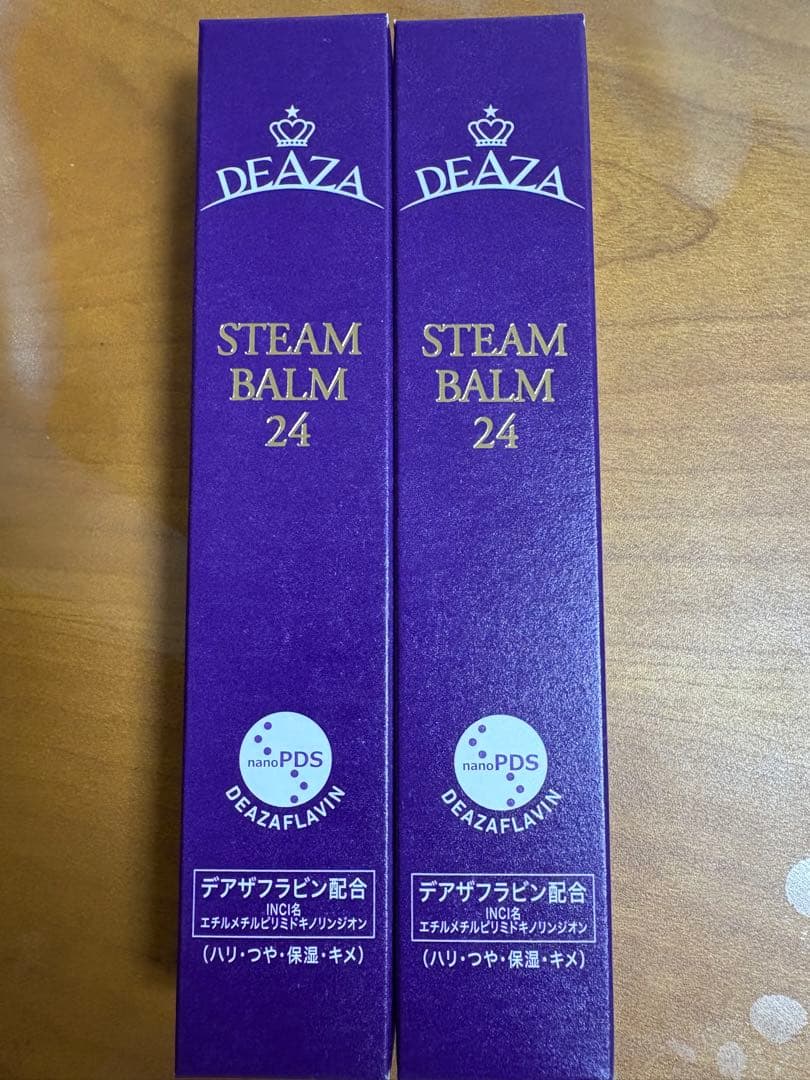 DEAZA
STEAM
BALM
24
nanoPDS
DEAZAFLAVIN
デアザフラビン配合
INCI名
エチルメチルピリミドキノリンジオン
(ハリ・つや・保湿・キメ)
DEAZA
STEAM
BALM
24
nanoPDS
DEAZAFLAVIN
デアザフラビン配合
INCI名
エチルメチルピリミドキノリンジオン
(ハリ・つや・保湿・キメ)